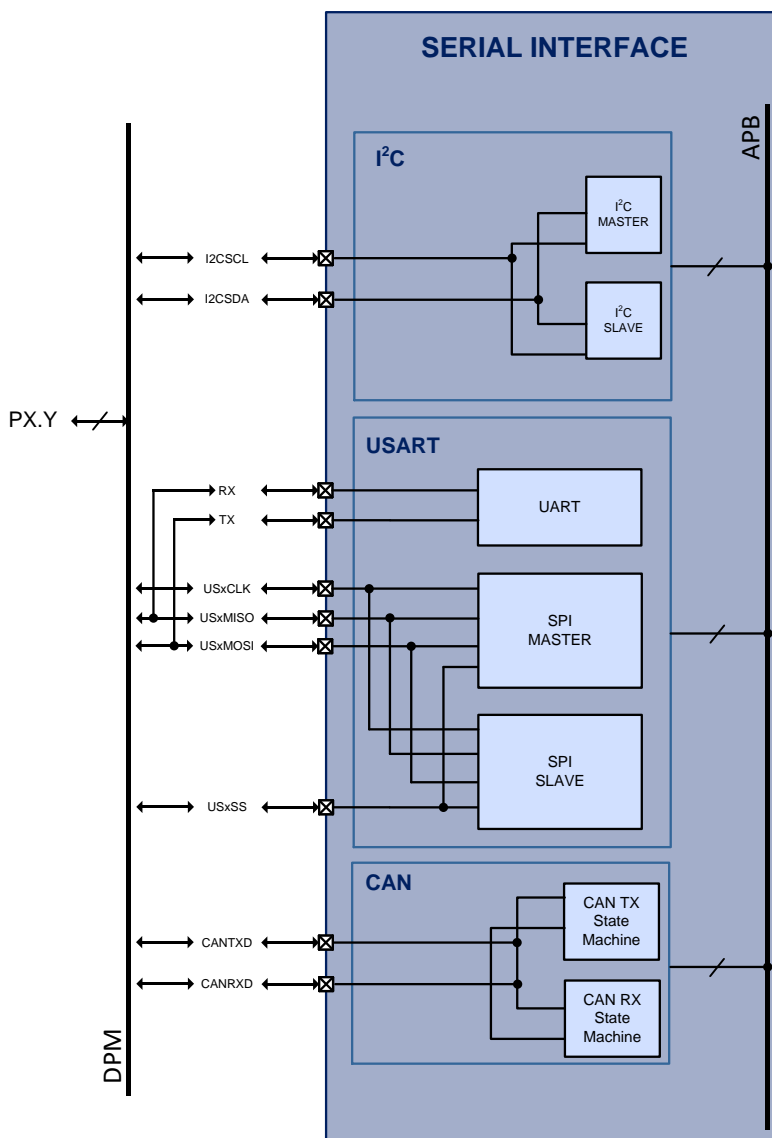 SERIAL INTERFACE
APB
I²C
I²C
MASTER
I2CSCL
I2CSDA
I²C
SLAVE
PX.Y
USART
RX
TX
UART
USxCLK
USxMISO
USxMOSI
SPI
MASTER
SPI
SLAVE
USxSS
CAN
CAN TX
State
Machine
CANTXD
CANRXD
CAN RX
State
Machine
DPM